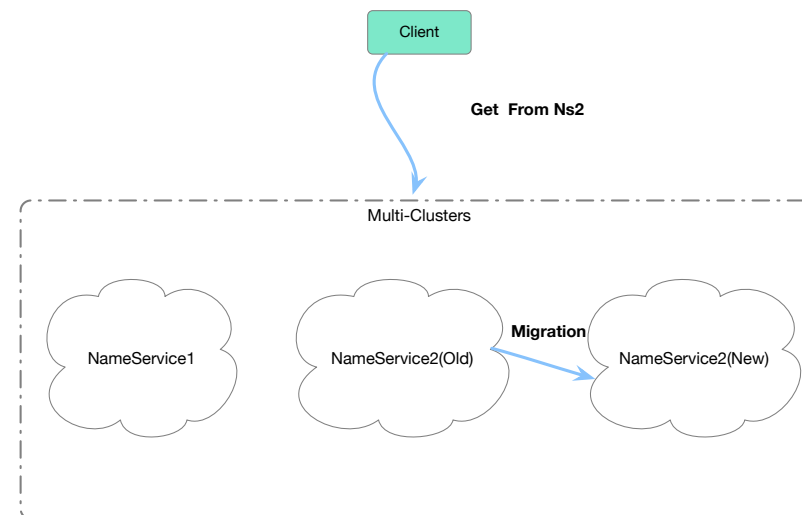 Client
Get From Ns2
Multi-Clusters
Migration
NameService1
NameService2(Old)
NameService2(New)